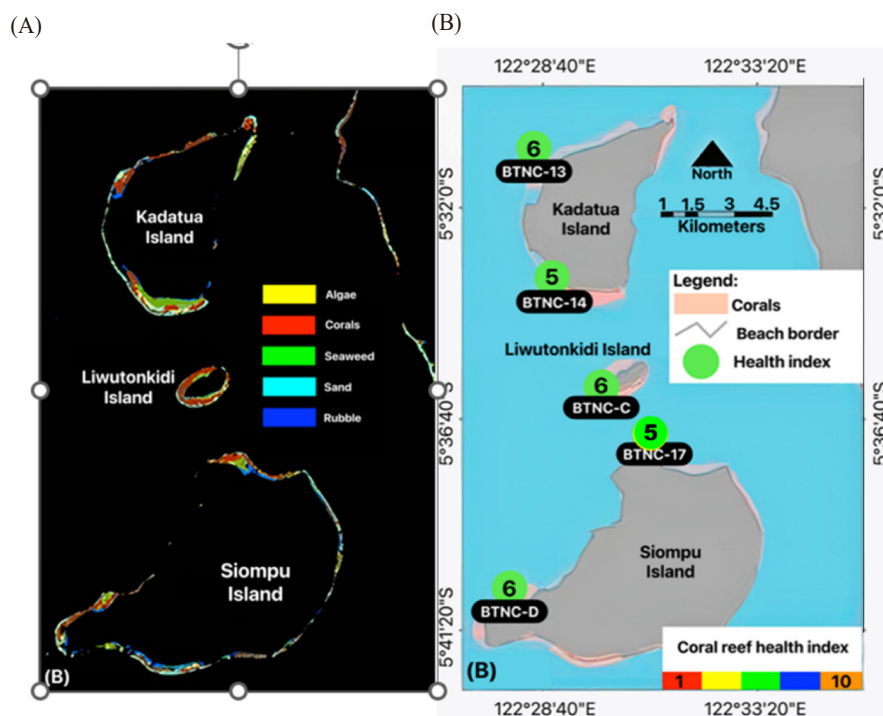 (A)
(B)
Kadatua
Island
Algae
Corals
Seaweed
Sand
Rubble
Liwutonkidi
Island
Siompu
Island
(B)
122°28'40"E
122°33'20"E
6
BTNC-13
North
1 1.5 3 4.5
Kilometers
Kadatua
Island
5°32'0"S
5
BTNC-14
Legend:
Corals
Beach border
Health index
Liwutonkidi Island
6
BTNC-C
5
BTNC-17
5°36'40"S
Siompu
Island
6
BTNC-D
5°41'20"S
Coral reef health index
1 10
(B)
122°28'40"E
122°33'20"E
5°32'0"S
5°36'40"S
5°41'20"S